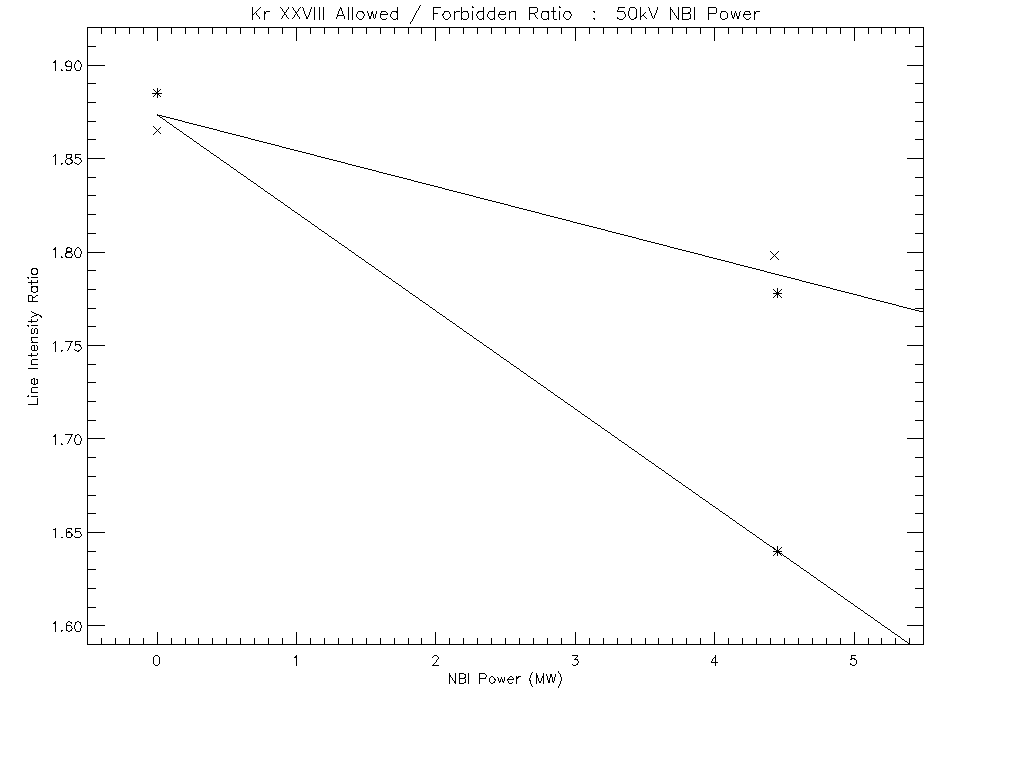 Kr XXVIII Allowed / Forbidden Ratio : 50kV NBI Power
1.90
1.85
1.80
1.75
1.70
1.65
1.60
Line Intensity Ratio
0 1 2 3 4 5
NBI Power (MW)